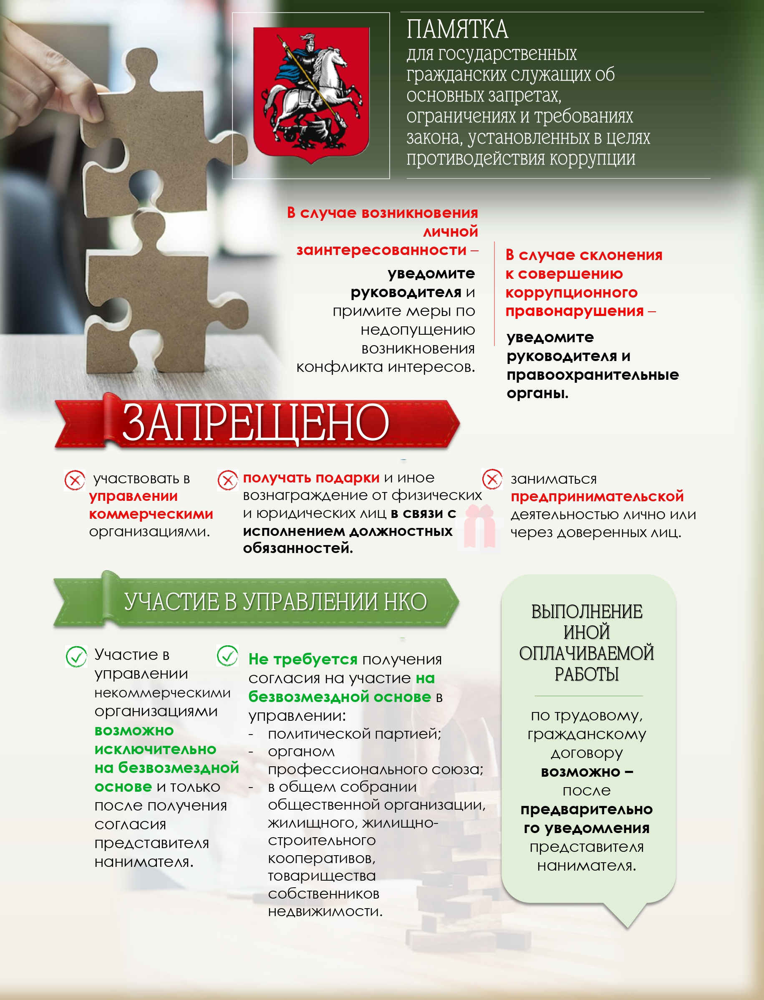 ПАМЯТКА
для государственных
гражданских служащих об
основных запретах,
ограничениях и требованиях
закона, установленных в целях
противодействия коррупции
В случае возникновения
личной
заинтересованности –
уведомите
руководителя и
примите меры по
недопущению
возникновения
конфликта интересов.
В случае склонения
к совершению
коррупционного
правонарушения –
уведомите
руководителя и
правоохранительные
органы.
ЗАПРЕЩЕНО
участвовать в
управлении
коммерческими
организациями.
получать подарки и иное
вознаграждение от физических
и юридических лиц в связи с
исполнением должностных
обязанностей.
заниматься
предпринимательской
деятельностью лично или
через доверенных лиц.
УЧАСТИЕ В УПРАВЛЕНИИ НКО
Участие в
управлении
некоммерческими
организациями
возможно
исключительно
на безвозмездной
основе и только
после получения
согласия
представителя
нанимателя.
Не требуется получения
согласия на участие на
безвозмездной основе в
управлении:
- политической партией;
- органом
профессионального союза;
- в общем собрании
общественной организации,
жилищного, жилищно-
строительного
кооперативов,
товарищества
собственников
недвижимости.
ВЫПОЛНЕНИЕ
ИНОЙ
ОПЛАЧИВАЕМОЙ
РАБОТЫ
по трудовому,
гражданскому
договору
возможно –
после
предварительно
го уведомления
представителя
нанимателя.